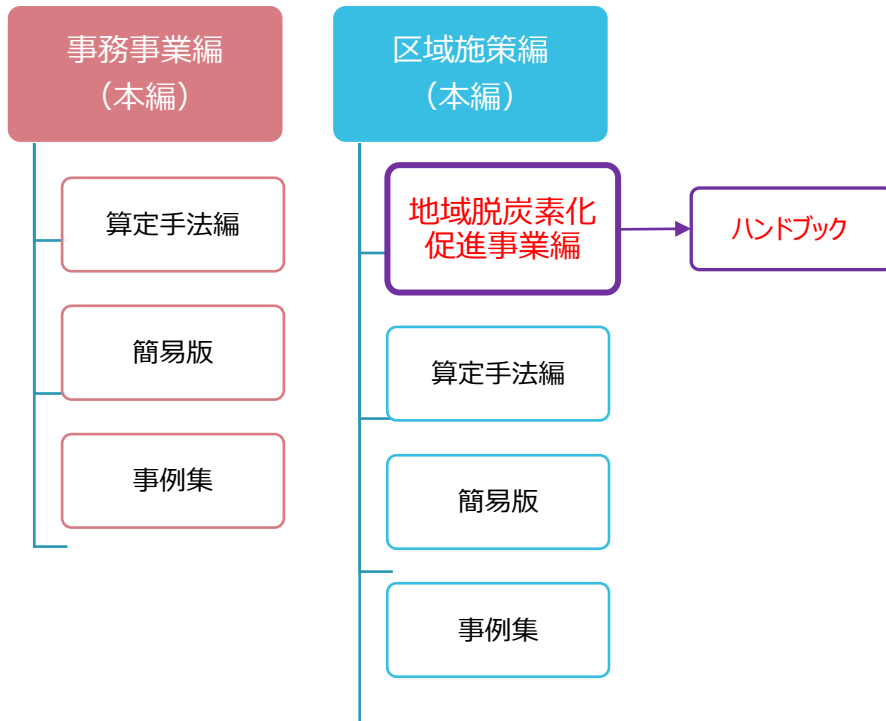 事務事業編
（本編）
算定手法編
簡易版
事例集
区域施策編
（本編）
地域脱炭素化
促進事業編
ハンドブック
算定手法編
簡易版
事例集